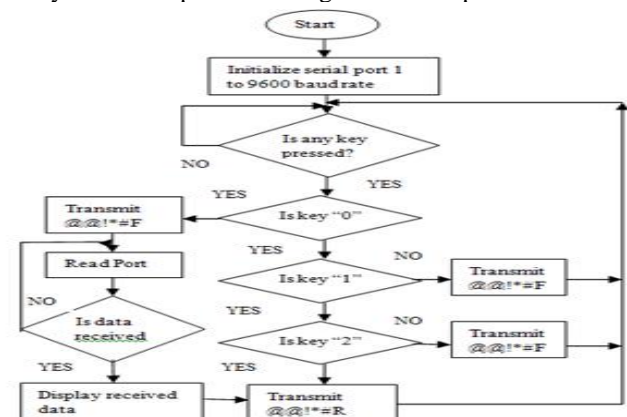 Start
Initialize serial port 1
to 9600 baud rate
Is any key
pressed?
NO
YES
YES
Transmit
@@!*#F
Is key "0"
YES
NO
Read Port
Is key "1"
Transmit
@@!*#F
NO
YES
NO
Is data
received
Is key "2"
Transmit
@@!*#F
YES
YES
Display received
data
Transmit
@@!*#R